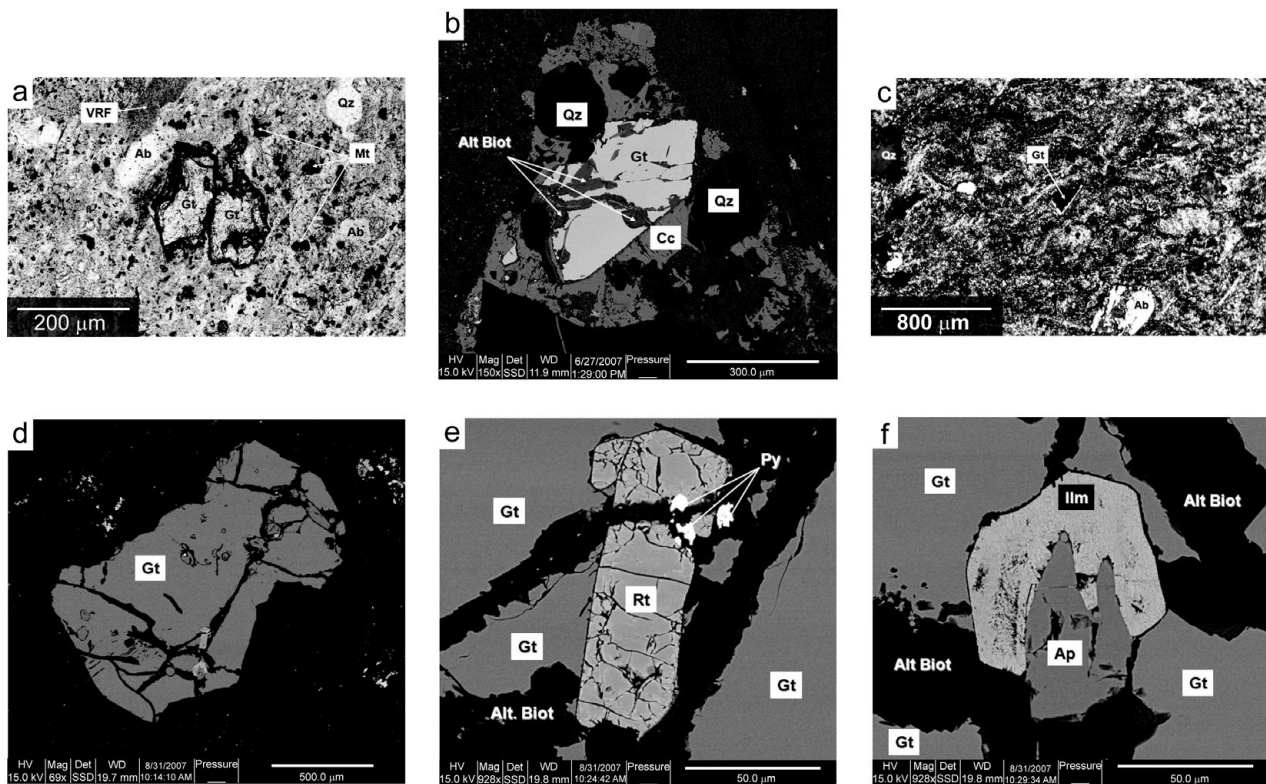 a
VRF
Qz
Ab
Mt
Gt
Gt
Ab
200 μm
b
Qz
Alt Biot
Gt
Qz
Cc
HV Mag Det WD 6/27/2007 Pressure
15.0 kV 150x SSD 11.9 mm 1:29:00 PM 300.0 μm
c
Qz
Gt
Ab
800 μm
d
Gt
HV Mag Det WD 8/31/2007 Pressure
15.0 kV 69x SSD 19.7 mm 10:14:10 AM 500.0 μm
e
Py
Gt
Rt
Gt
Gt
Alt. Biot
HV Mag Det WD 8/31/2007 Pressure
15.0 kV 928x SSD 19.8 mm 10:24:42 AM 50.0 μm
f
Gt
Ilm
Alt Biot
Ap
Alt Biot
Gt
Gt
HV Mag Det WD 8/31/2007 Pressure
15.0 kV 928x SSD 19.8 mm 10:29:34 AM 50.0 μm